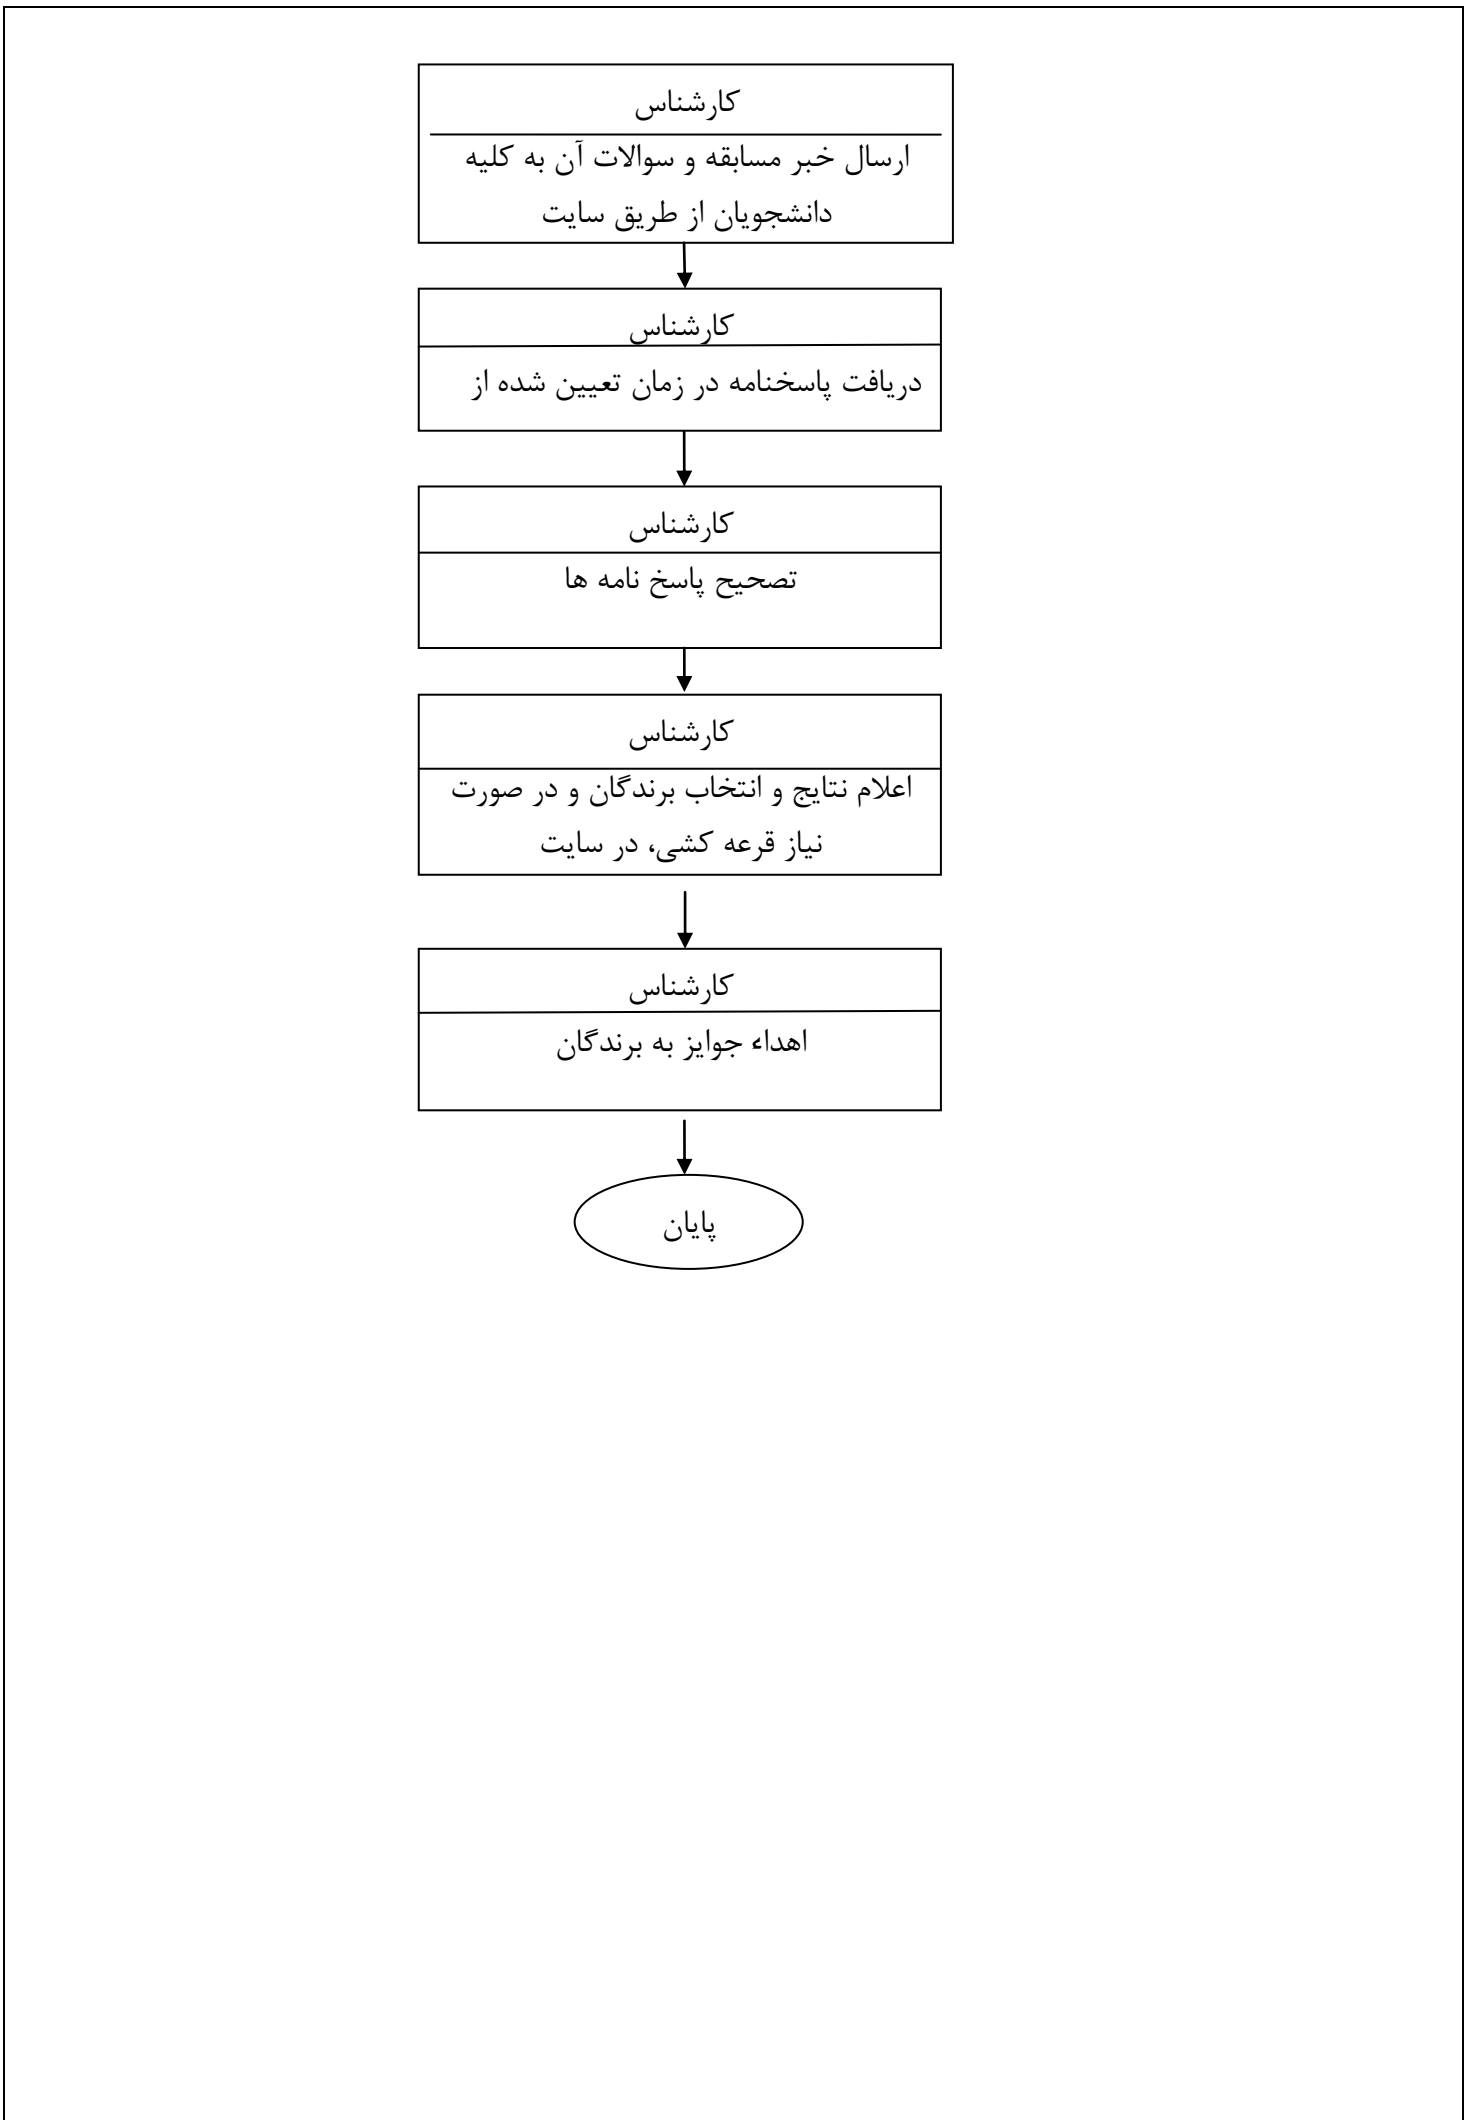 کارشناس
ارسال خبر مسابقه و سوالات آن به کلیه
دانشجویان از طریق سایت
کارشناس
دریافت پاسخنامه در زمان تعیین شده از
کارشناس
تصحیح پاسخ نامه ها
کارشناس
اعلام نتایج و انتخاب برندگان و در صورت
نیاز قرعه کشی، در سایت
کارشناس
اهداء جوایز به برندگان
پایان